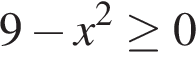 9 − x² ≥ 0